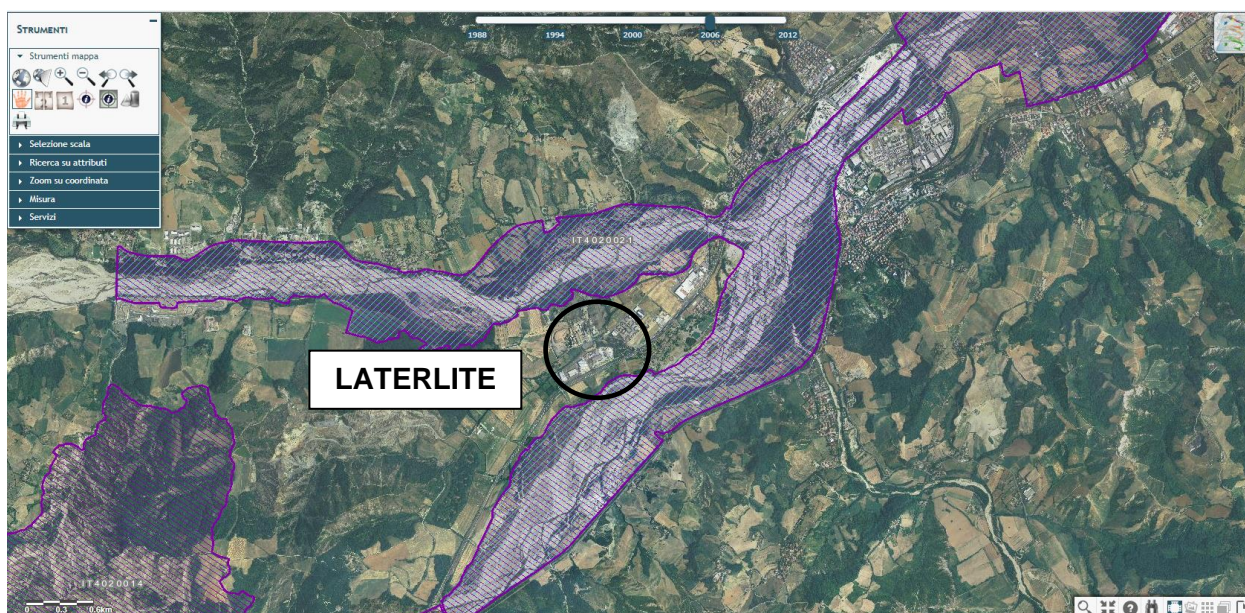 STRUMENTI
Strumenti mappa
Selezione scala
Ricerca su attributi
Zoom su coordinata
Misura
Servizi
1988 1994 2000 2006 2012
IT4020021
LATERLITE
IT4020014
0 0.3 0.6km